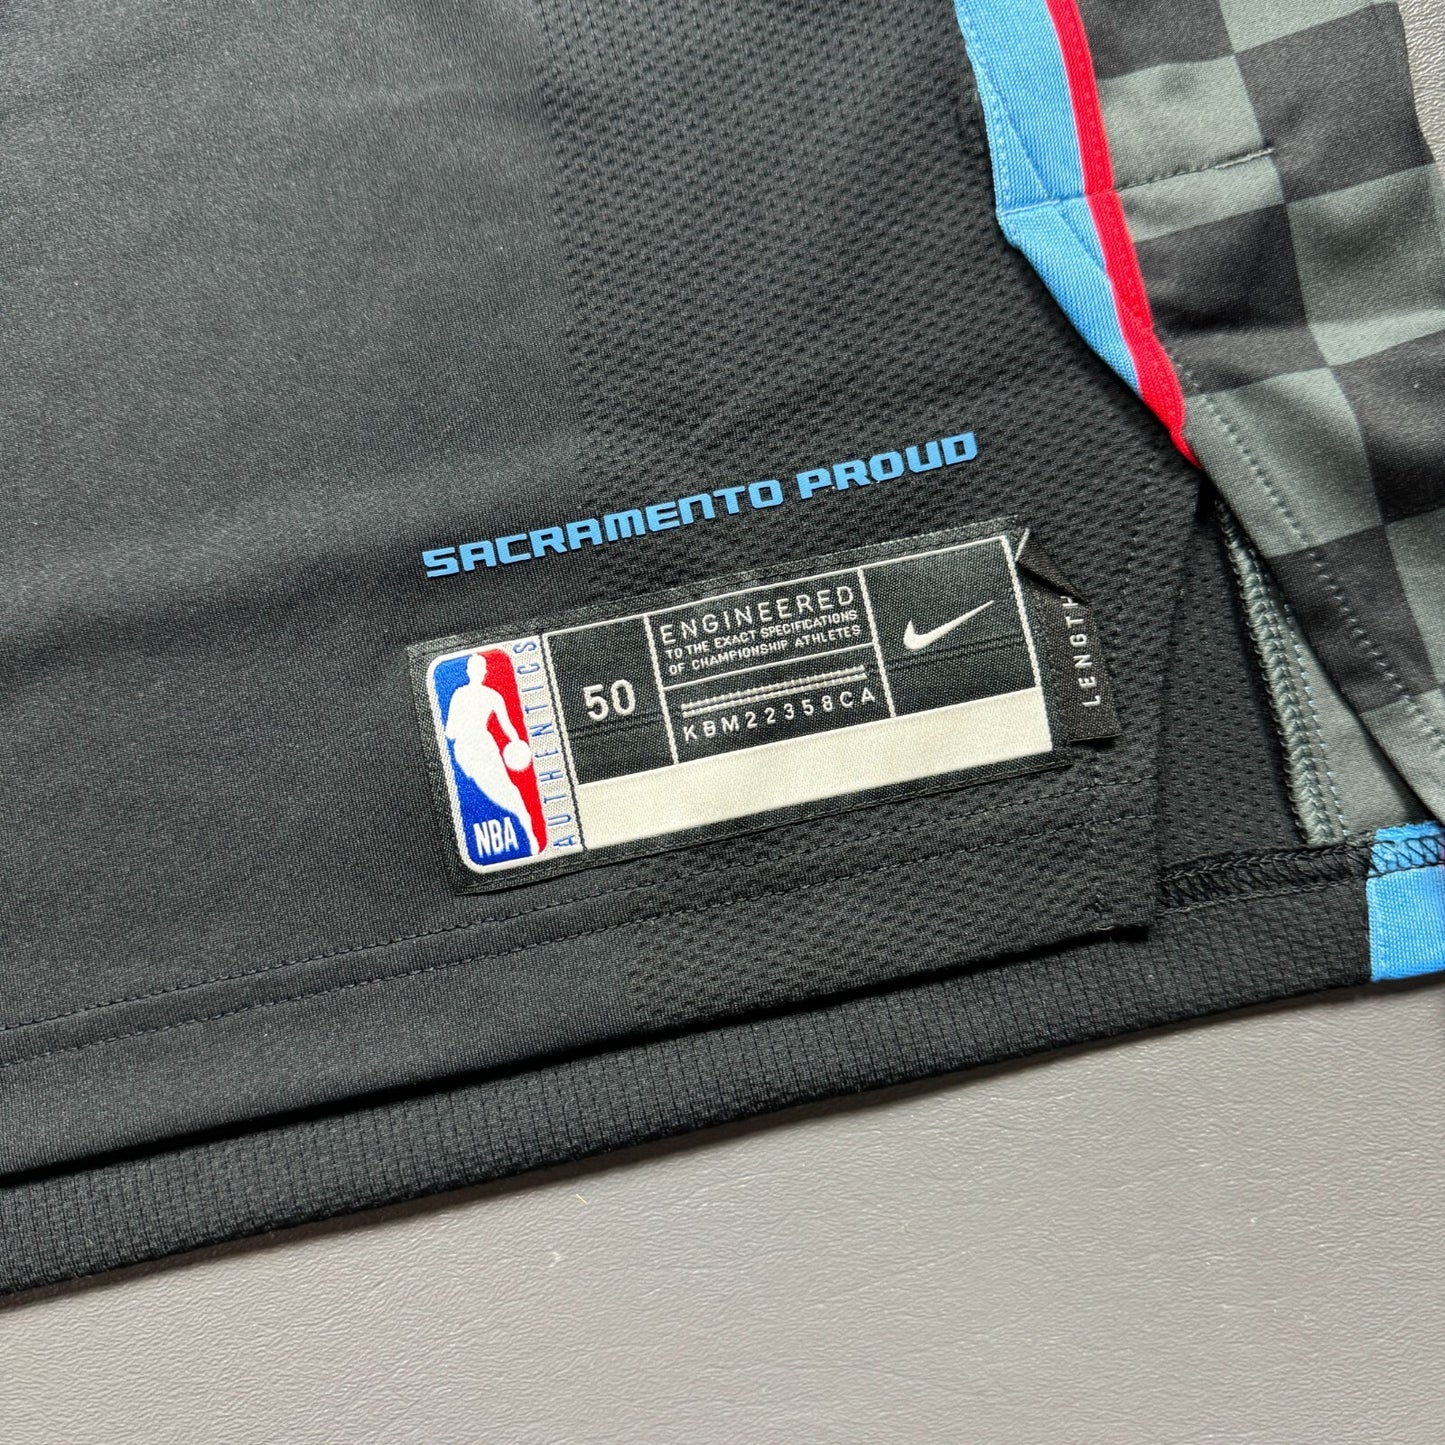 SACRAMENTO PROUD
NBA
AUTHENTICS
50
ENGINEERED
TO THE EXACT SPECIFICATIONS
OF CHAMPIONSHIP ATHLETES
KBM22358CA
LENGTH